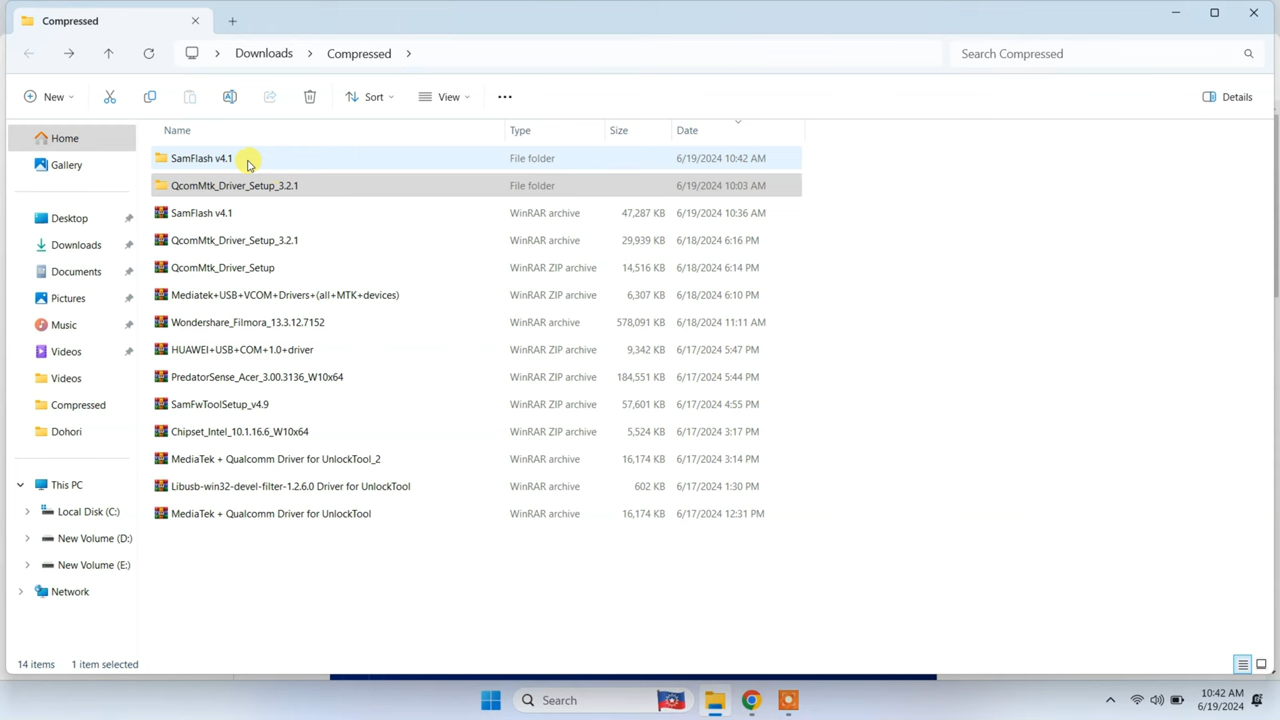 Compressed
Downloads > Compressed >
Search Compressed
New
Sort
View
Details
Name Type Size Date
SamFlash v4.1 File folder 6/19/2024 10:42 AM
QcomMtk_Driver_Setup_3.2.1 File folder 6/19/2024 10:03 AM
SamFlash v4.1 WinRAR archive 47,287 KB 6/19/2024 10:36 AM
QcomMtk_Driver_Setup_3.2.1 WinRAR archive 29,939 KB 6/18/2024 6:16 PM
QcomMtk_Driver_Setup WinRAR ZIP archive 14,516 KB 6/18/2024 6:14 PM
Mediatek+USB+VCOM+Drivers+(all+MTK+devices) WinRAR ZIP archive 6,307 KB 6/18/2024 6:10 PM
Wondershare_Filmora_13.3.12.7152 WinRAR ZIP archive 578,091 KB 6/18/2024 11:11 AM
HUAWEI+USB+COM+1.0+driver WinRAR archive 9,342 KB 6/17/2024 5:47 PM
PredatorSense_Acer_3.00.3136_W10x64 WinRAR ZIP archive 184,551 KB 6/17/2024 5:44 PM
SamFwToolSetup_v4.9 WinRAR ZIP archive 57,601 KB 6/17/2024 4:55 PM
Chipset_Intel_10.1.16.6_W10x64 WinRAR ZIP archive 5,524 KB 6/17/2024 3:17 PM
MediaTek + Qualcomm Driver for UnlockTool_2 WinRAR archive 16,174 KB 6/17/2024 3:14 PM
Libusb-win32-devel-filter-1.2.6.0 Driver for UnlockTool WinRAR archive 602 KB 6/17/2024 1:30 PM
MediaTek + Qualcomm Driver for UnlockTool WinRAR archive 16,174 KB 6/17/2024 12:31 PM
Home
Gallery
Desktop
Downloads
Documents
Pictures
Music
Videos
Videos
Compressed
Dohori
This PC
Local Disk (C:)
New Volume (D:)
New Volume (E:)
Network
14 items 1 item selected
Search
10:42 AM
6/19/2024